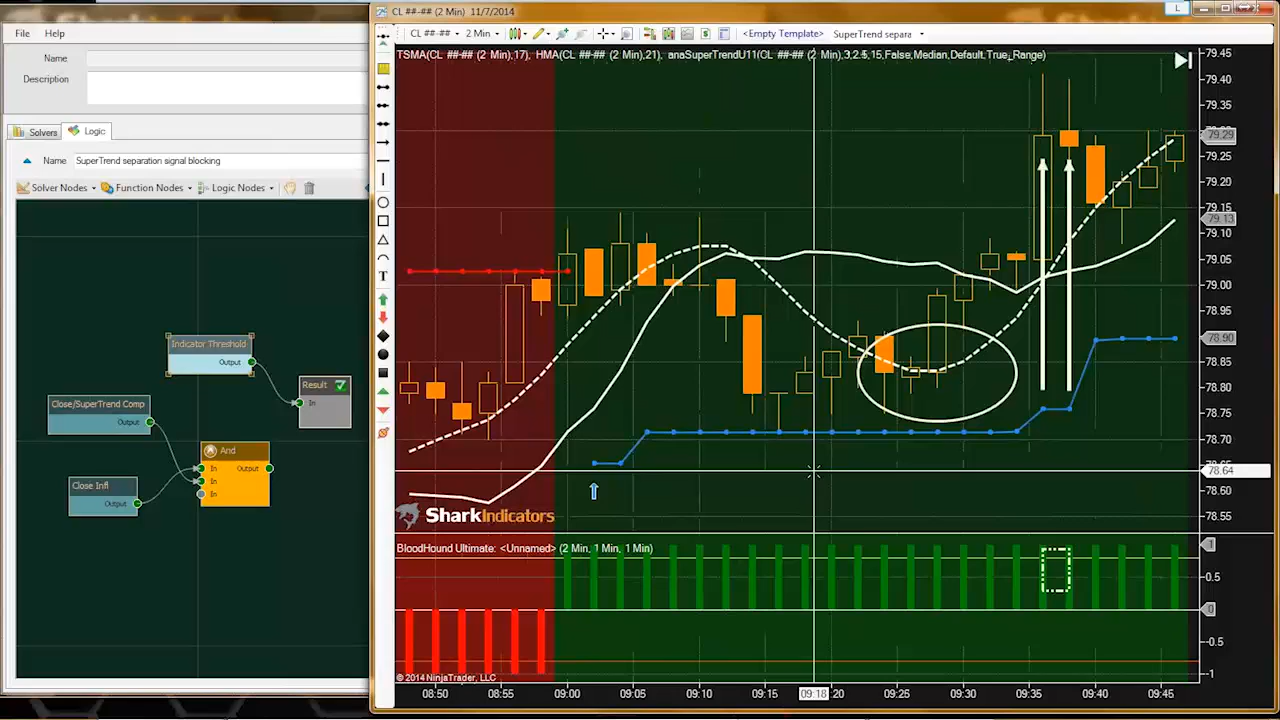 File Help
Name
Description
Solvers Logic
Name SuperTrend separation signal blocking
Solver Nodes Function Nodes Logic Nodes
Indicator Threshold
Output
Result
In
Close/SuperTrend Comp
Output
And
In Output
In
In
Close Infl
Output
CL ##-## (2 Min) 11/7/2014
L
CL ##-## 2 Min <Empty Template> SuperTrend separa
TSMA(CL ##-## (2 Min),17), HMA(CL ##-## (2 Min),21), anaSuperTrendU11(CL ##-## (2 Min),3,2.5,15,False,Median,Default,True,Range)
T
79.45
79.40
79.35
79.29
79.25
79.20
79.15
79.13
79.10
79.05
79.00
78.95
78.90
78.85
78.80
78.75
78.70
78.64
78.60
78.55
SharkIndicators
BloodHound Ultimate: <Unnamed> (2 Min, 1 Min, 1 Min)
1
0.5
0
-0.5
-1
© 2014 NinjaTrader, LLC
08:50 08:55 09:00 09:05 09:10 09:15 09:18 :20 09:25 09:30 09:35 09:40 09:45